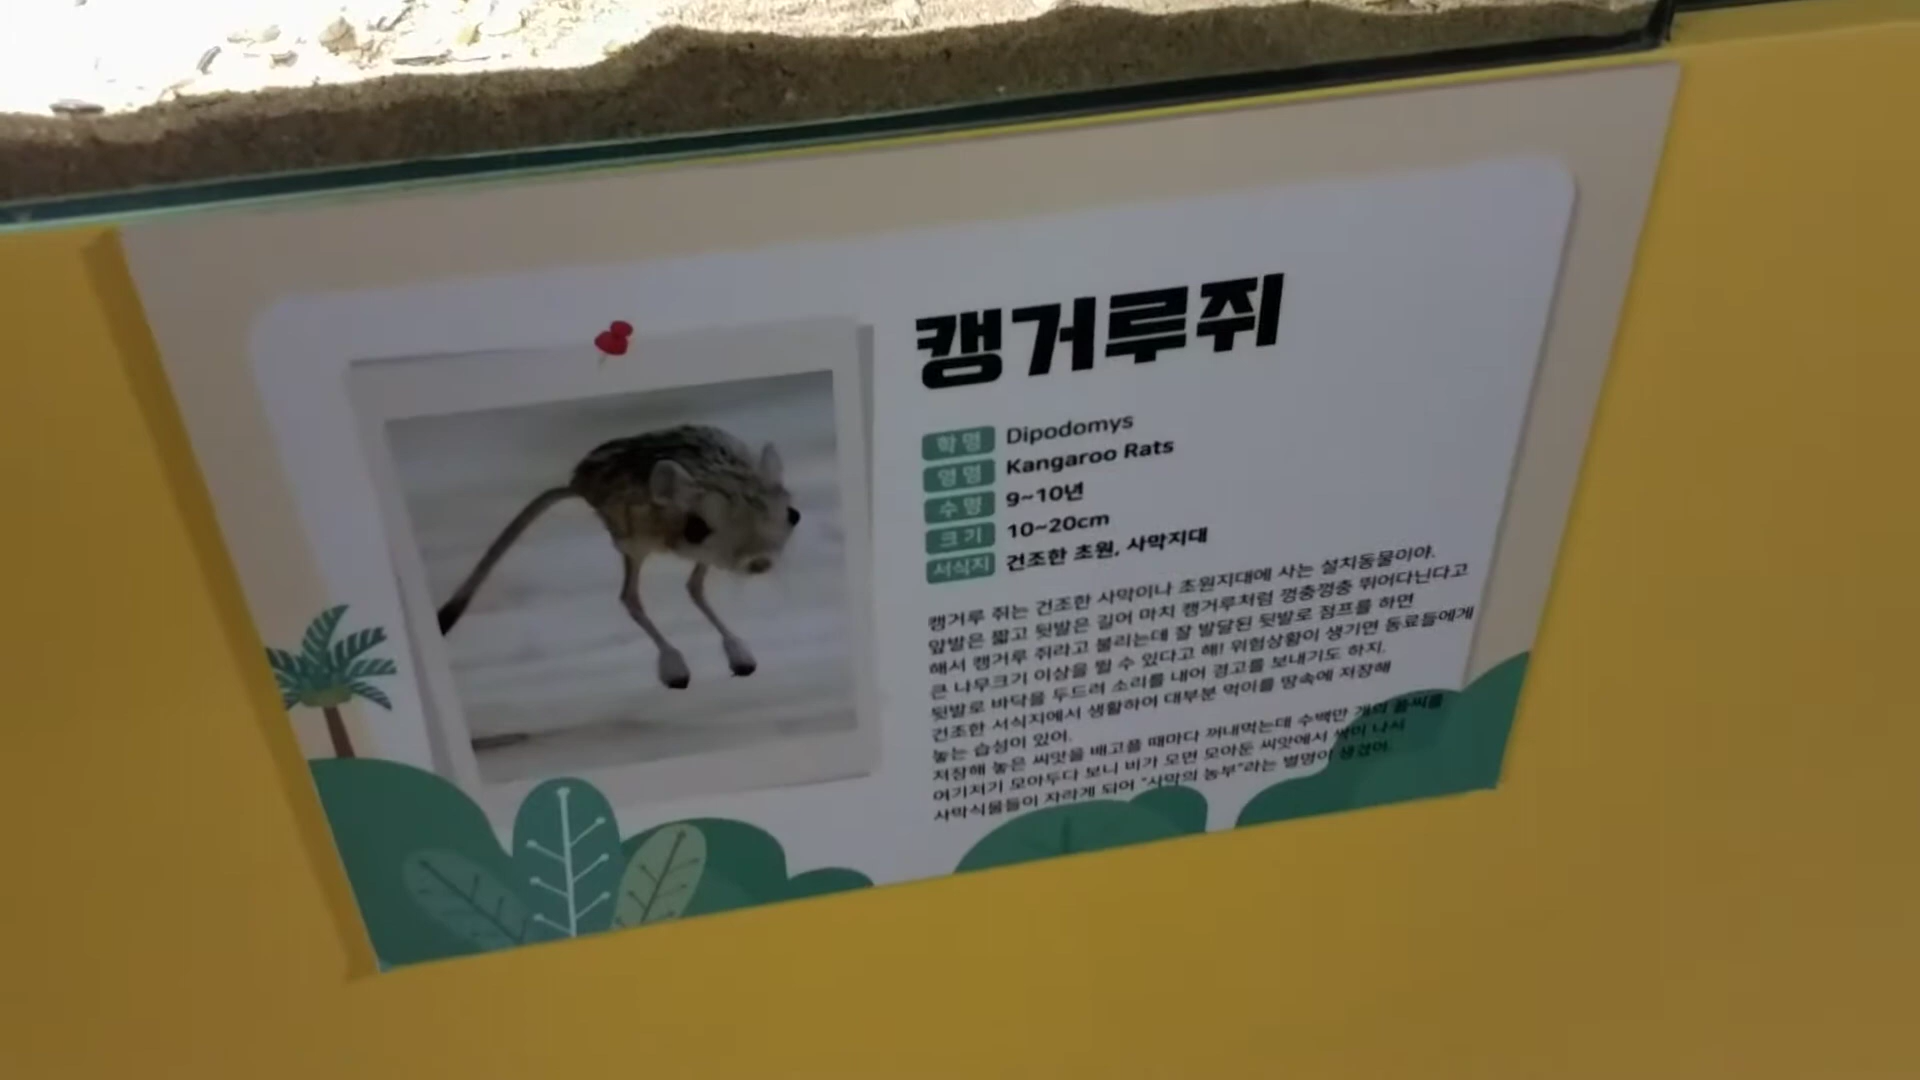 캥거루쥐
학명 Dipodomys
영명 Kangaroo Rats
수명 9~10년
크기 10~20cm
서식지 건조한 초원, 사막지대
캥거루 쥐는 건조한 사막이나 초원지대에 사는 설치동물이야.
앞발은 짧고 뒷발은 길어 마치 캥거루처럼 껑충껑충 뛰어다닌다고
해서 캥거루 쥐라고 불리는데 잘 발달된 뒷발로 점프를 하면
큰 나무크기 이상을 뛸 수 있다고 해! 위험상황이 생기면 동료들에게
뒷발로 바닥을 두드려 소리를 내어 경고를 보내기도 하지.
건조한 서식지에서 생활하여 대부분 먹이를 땅속에 저장해
놓는 습성이 있어.
저장해 놓은 씨앗을 배고플 때마다 꺼내먹는데 수백만 개의 풀씨를
여기저기 모아두다 보니 비가 오면 모아둔 씨앗에서 싹이 나서
사막식물들이 자라게 되어 "사막의 농부"라는 별명이 생겼어.